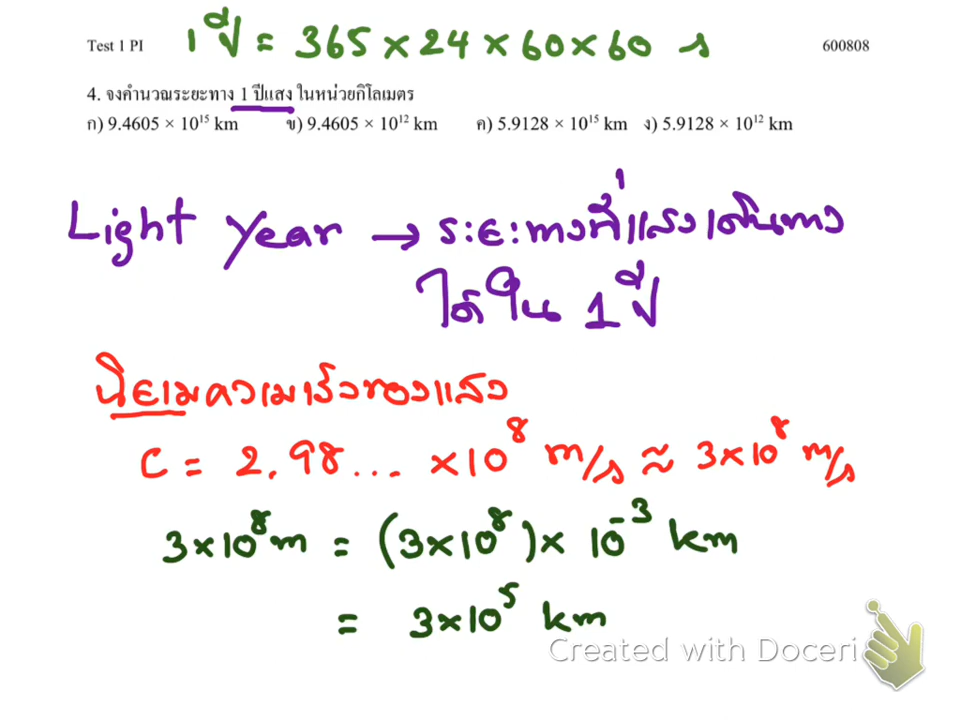 1 ปี = 365 × 24 × 60 × 60 s
Test 1 PI 600808
4. จงคำนวณระยะทาง 1 ปีแสง ในหน่วยกิโลเมตร
ก) 9.4605 × 10¹⁵ km ข) 9.4605 × 10¹² km ค) 5.9128 × 10¹⁵ km ง) 5.9128 × 10¹² km
Light Year → ระยะทางที่แสงเดินทาง
ได้ใน 1 ปี
นิยามความเร็วของแสง
C = 2.98... × 10⁸ m/s ≈ 3×10⁸ m/s
3×10⁸ m = (3×10⁸) × 10⁻³ km
= 3×10⁵ km
Created with Doceri